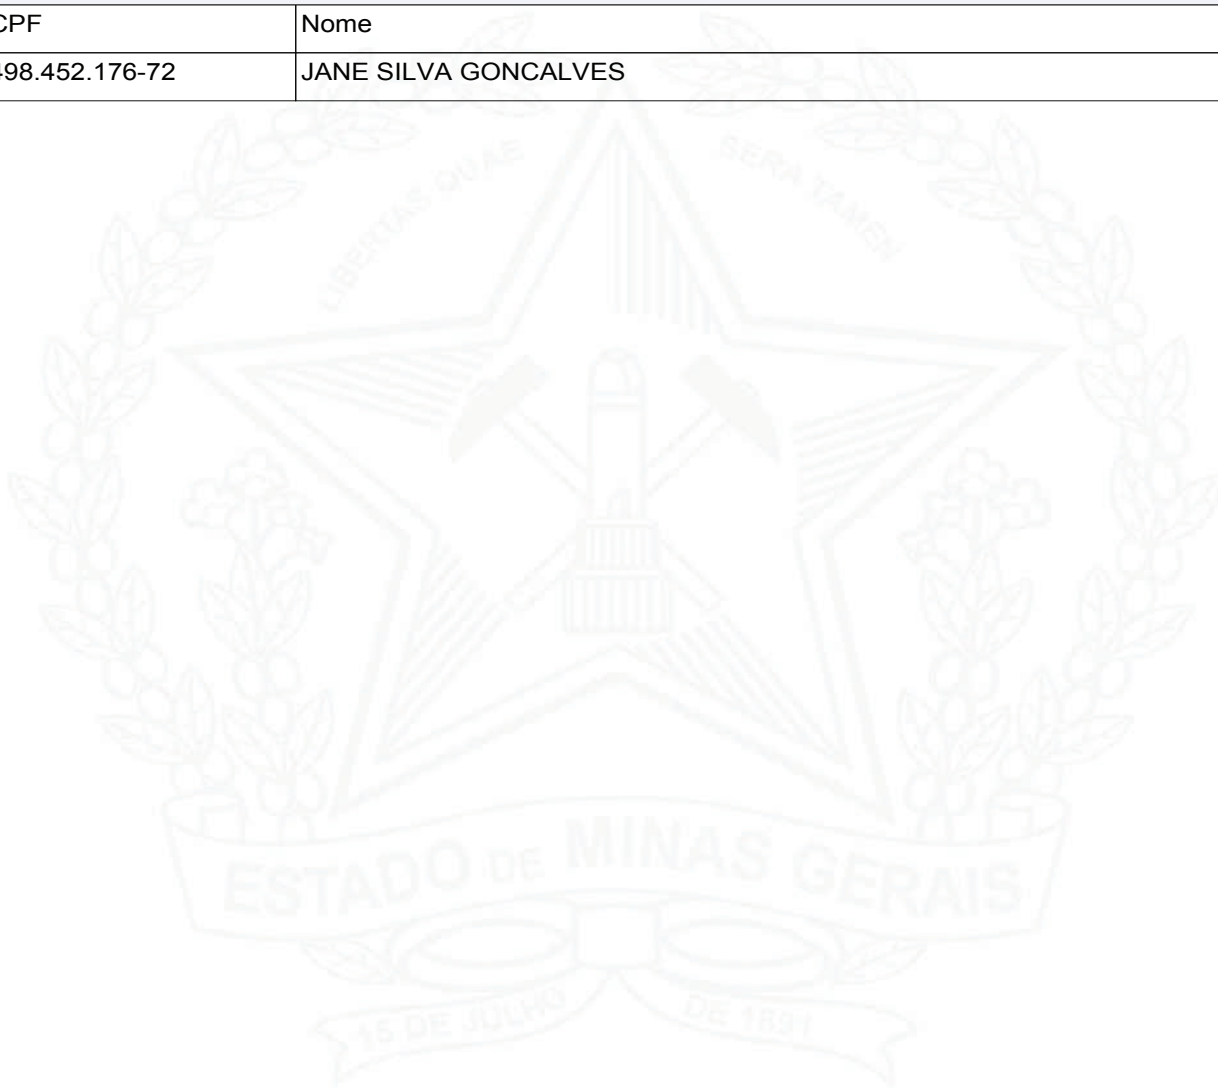 CPF Nome
498.452.176-72 JANE SILVA GONCALVES
LIBERTAS QUAE SERA TAMEN
ESTADO DE MINAS GERAIS
15 DE JULHO DE 1891